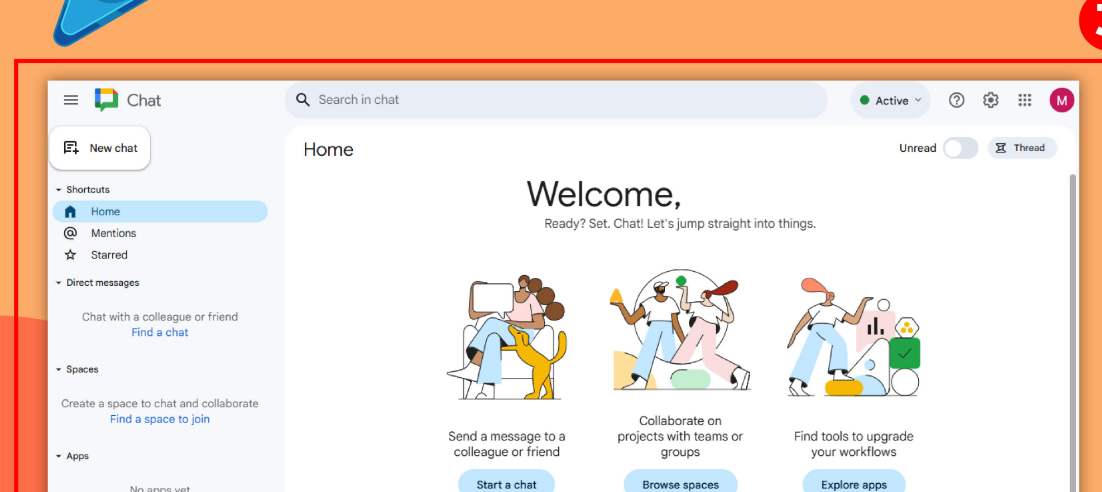 Chat
Search in chat
Active
M
New chat
Home
Unread
Thread
Shortcuts
Home
Mentions
Starred
Direct messages
Chat with a colleague or friend
Find a chat
Spaces
Create a space to chat and collaborate
Find a space to join
Apps
No apps yet
Welcome,
Ready? Set. Chat! Let's jump straight into things.
Send a message to a
colleague or friend
Start a chat
Collaborate on
projects with teams or
groups
Browse spaces
Find tools to upgrade
your workflows
Explore apps